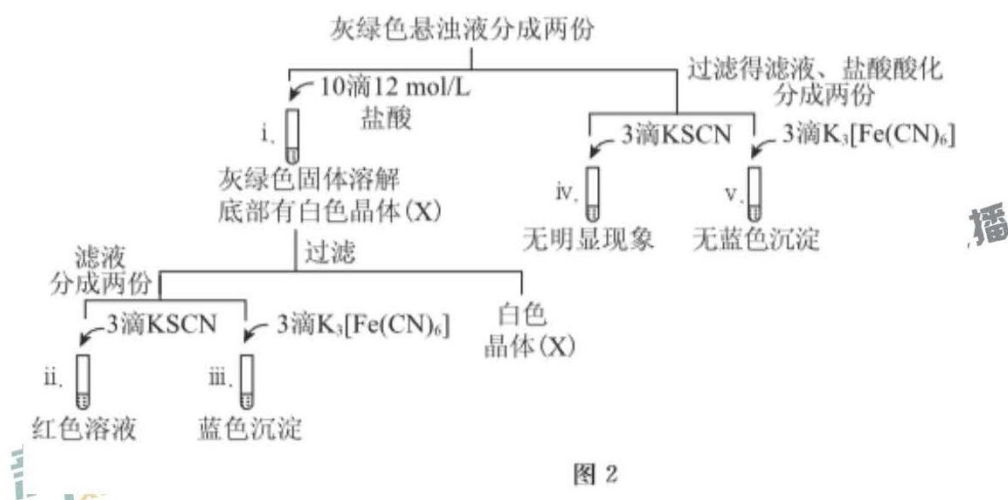 灰绿色悬浊液分成两份
10滴12 mol/L
盐酸
过滤得滤液、盐酸酸化
分成两份
i.
灰绿色固体溶解
底部有白色晶体(X)
3滴KSCN
3滴K₃[Fe(CN)₆]
iv.
v.
无明显现象
无蓝色沉淀
过滤
滤液
分成两份
3滴KSCN
3滴K₃[Fe(CN)₆]
白色
晶体(X)
ii.
iii.
红色溶液
蓝色沉淀
图 2
播